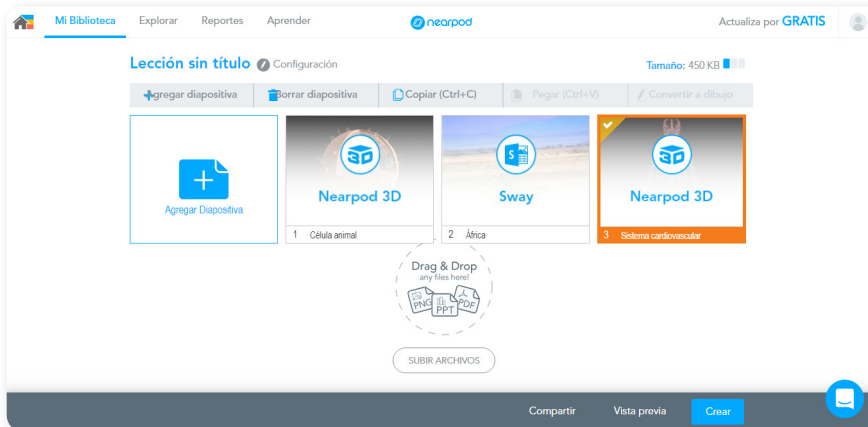 Mi Biblioteca Explorar Reportes Aprender nearpod Actualiza por GRATIS
Lección sin título Configuración Tamaño: 450 KB
Agregar diapositiva Borrar diapositiva Copiar (Ctrl+C) Pegar (Ctrl+V) Convertir a dibujo
3D S 3D
Nearpod 3D Sway Nearpod 3D
Agregar Diapositiva
1 Célula animal 2 África 3 Sistema cardiovascular
Drag & Drop
any files here!
PNG PPT PDF
SUBIR ARCHIVOS
Compartir Vista previa Crear